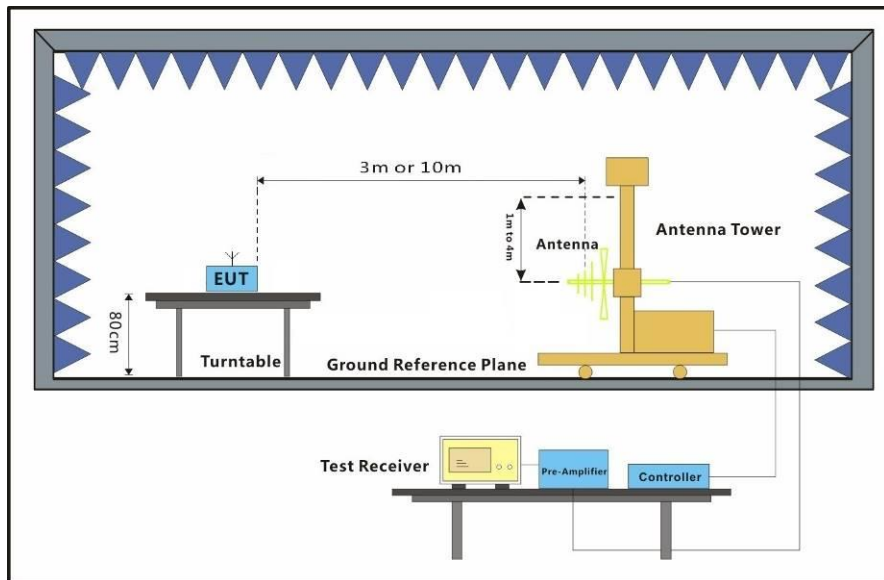 3m or 10m
1m to 4m
Antenna
Antenna Tower
EUT
80cm
Turntable
Ground Reference Plane
Test Receiver
Pre-Amplifier
Controller